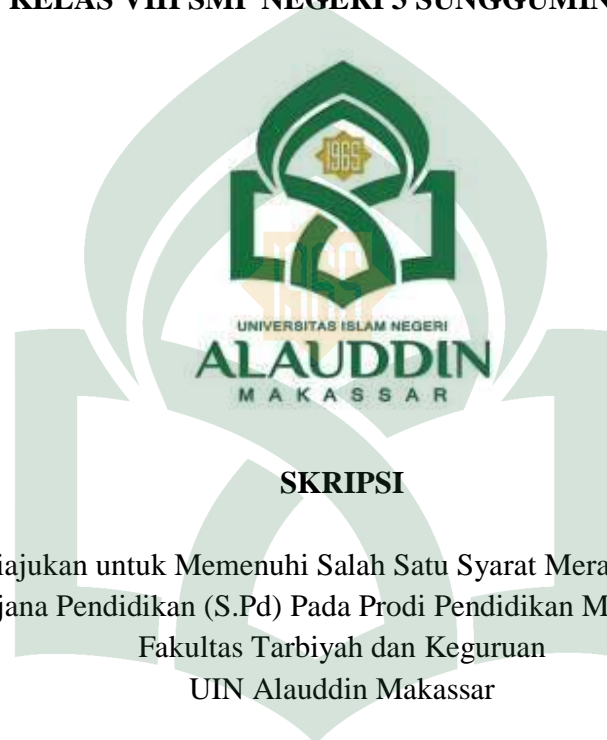 KELAS VIII SMP NEGERI 3 SUNGGUMIN
1965
UNIVERSITAS ISLAM NEGERI
ALAUDDIN
MAKASSAR
SKRIPSI
iajukan untuk Memenuhi Salah Satu Syarat Mera
jana Pendidikan (S.Pd) Pada Prodi Pendidikan M
Fakultas Tarbiyah dan Keguruan
UIN Alauddin Makassar